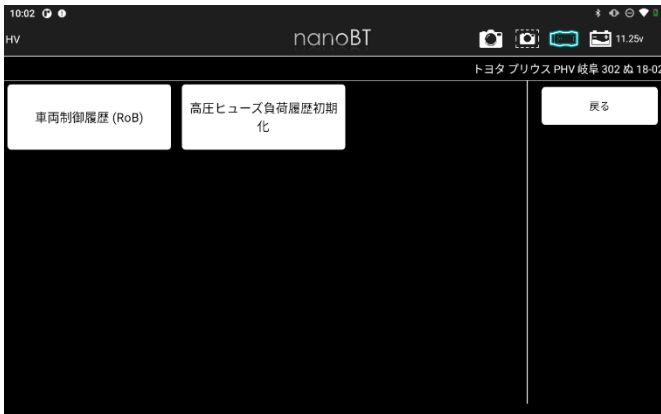 10:02
HV
nanoBT
11.25v
トヨタ プリウス PHV 岐阜 302 ぬ 18-02
車両制御履歴 (RoB)
高圧ヒューズ負荷履歴初期
化
戻る